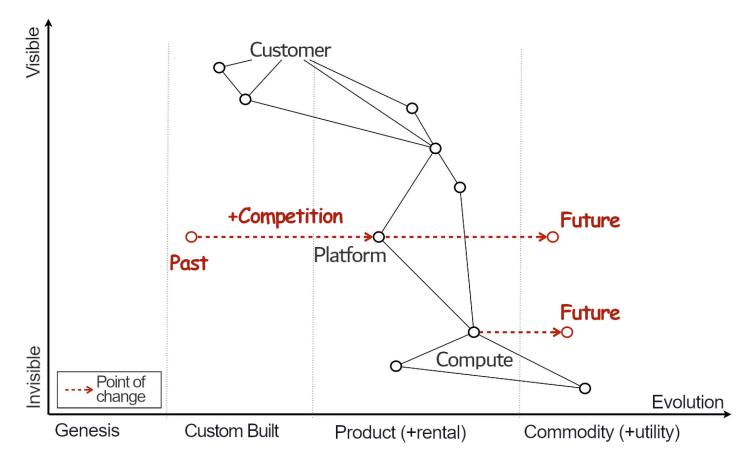 Visible
Customer
+Competition
Future
Past
Platform
Future
Compute
Invisible
Point of
change
Evolution
Genesis
Custom Built
Product (+rental)
Commodity (+utility)